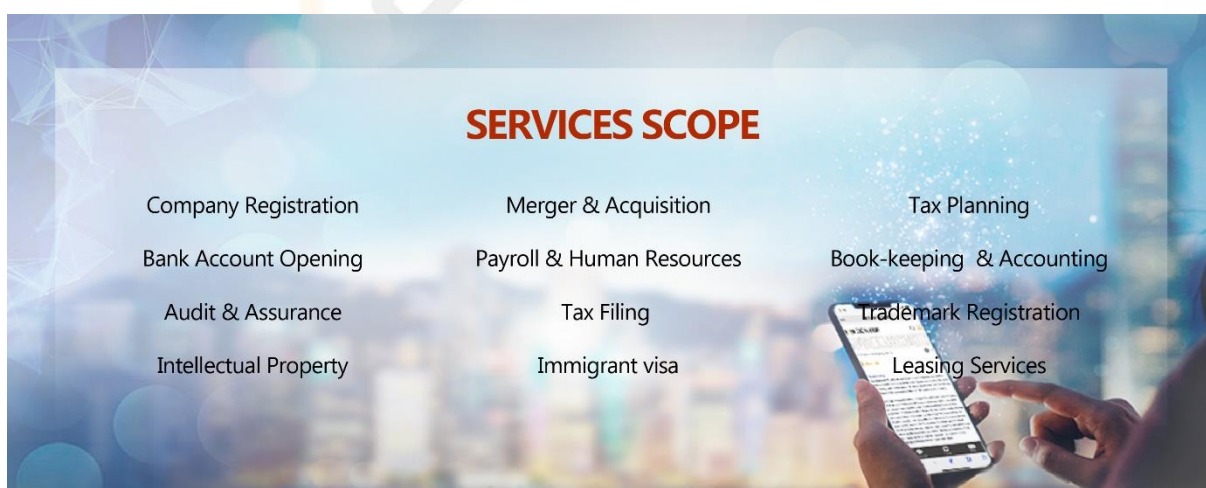 SERVICES SCOPE
Company Registration
Merger & Acquisition
Tax Planning
Bank Account Opening
Payroll & Human Resources
Book-keeping & Accounting
Audit & Assurance
Tax Filing
Trademark Registration
Intellectual Property
Immigrant visa
Leasing Services